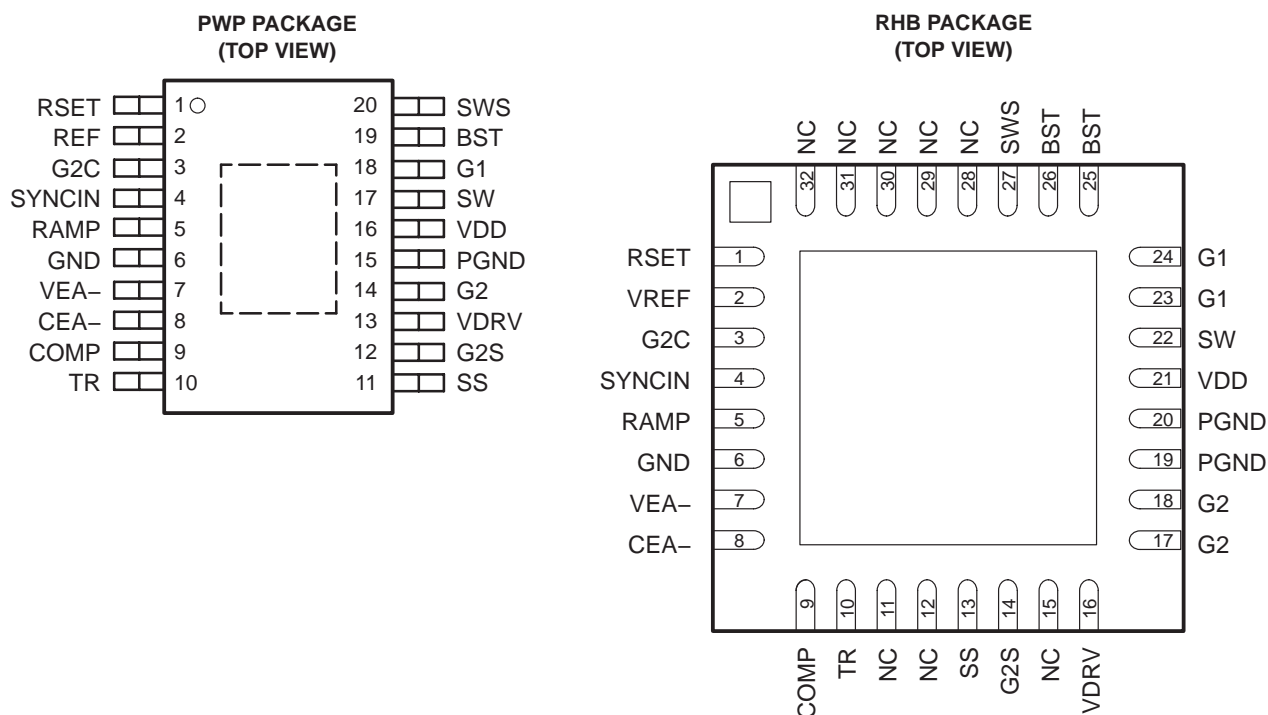 PWP PACKAGE
(TOP VIEW)
RSET 1 20 SWS
REF 2 19 BST
G2C 3 18 G1
SYNCIN 4 17 SW
RAMP 5 16 VDD
GND 6 15 PGND
VEA− 7 14 G2
CEA− 8 13 VDRV
COMP 9 12 G2S
TR 10 11 SS
RHB PACKAGE
(TOP VIEW)
NC NC NC NC NC SWS BST BST
32 31 30 29 28 27 26 25
RSET 1 24 G1
VREF 2 23 G1
G2C 3 22 SW
SYNCIN 4 21 VDD
RAMP 5 20 PGND
GND 6 19 PGND
VEA− 7 18 G2
CEA− 8 17 G2
9 10 11 12 13 14 15 16
COMP TR NC NC SS G2S NC VDRV